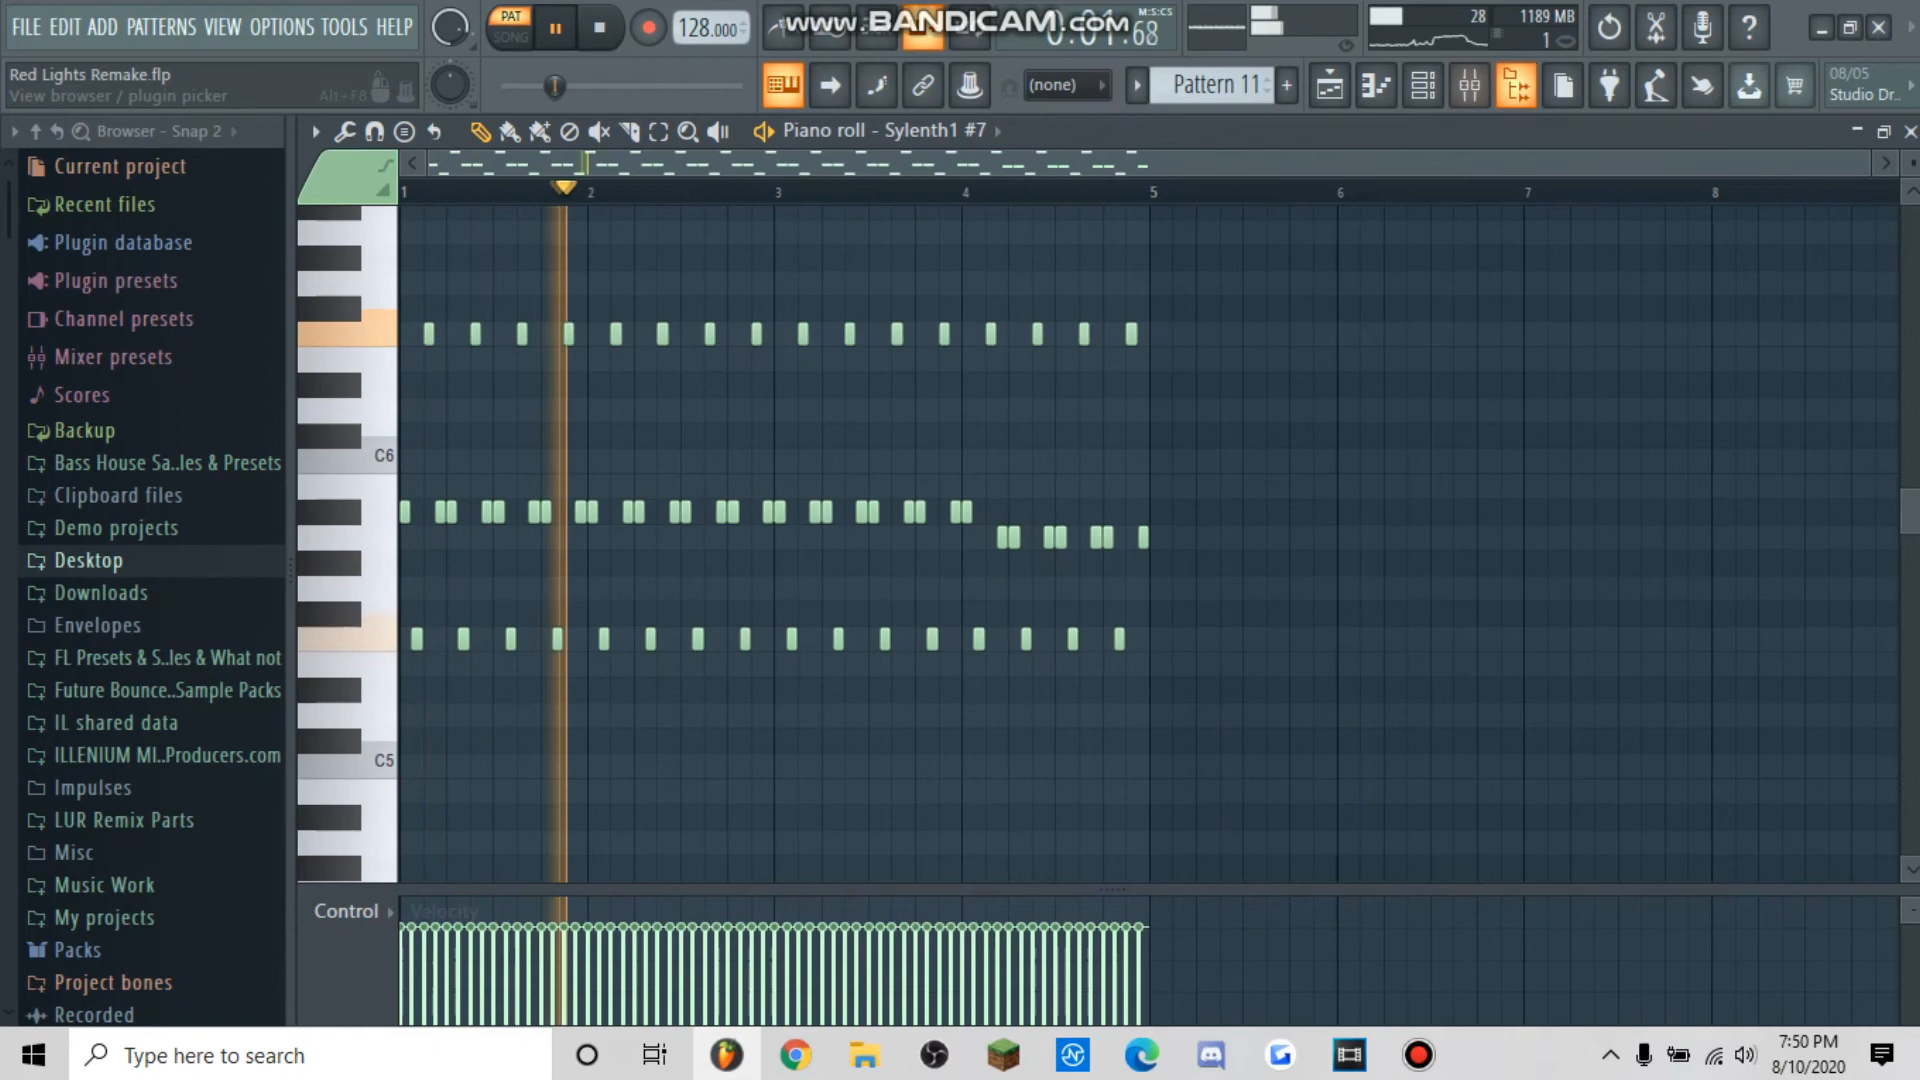 FILE EDIT ADD PATTERNS VIEW OPTIONS TOOLS HELP
PAT
SONG
128.000
www.BANDICAM.com
M:S:CS
0:01:68
28
1189 MB
1
Red Lights Remake.flp
View browser / plugin picker
Alt+F8
(none)
Pattern 11
08/05
Studio Dr..
Browser - Snap 2
Piano roll - Sylenth1 #7
1 2 3 4 5 6 7 8
Current project
Recent files
Plugin database
Plugin presets
Channel presets
Mixer presets
Scores
Backup
Bass House Sa..les & Presets
Clipboard files
Demo projects
Desktop
Downloads
Envelopes
FL Presets & S..les & What not
Future Bounce..Sample Packs
IL shared data
ILLENIUM MI..Producers.com
Impulses
LUR Remix Parts
Misc
Music Work
My projects
Packs
Project bones
Recorded
C6
C5
Control
Velocity
Type here to search
7:50 PM
8/10/2020